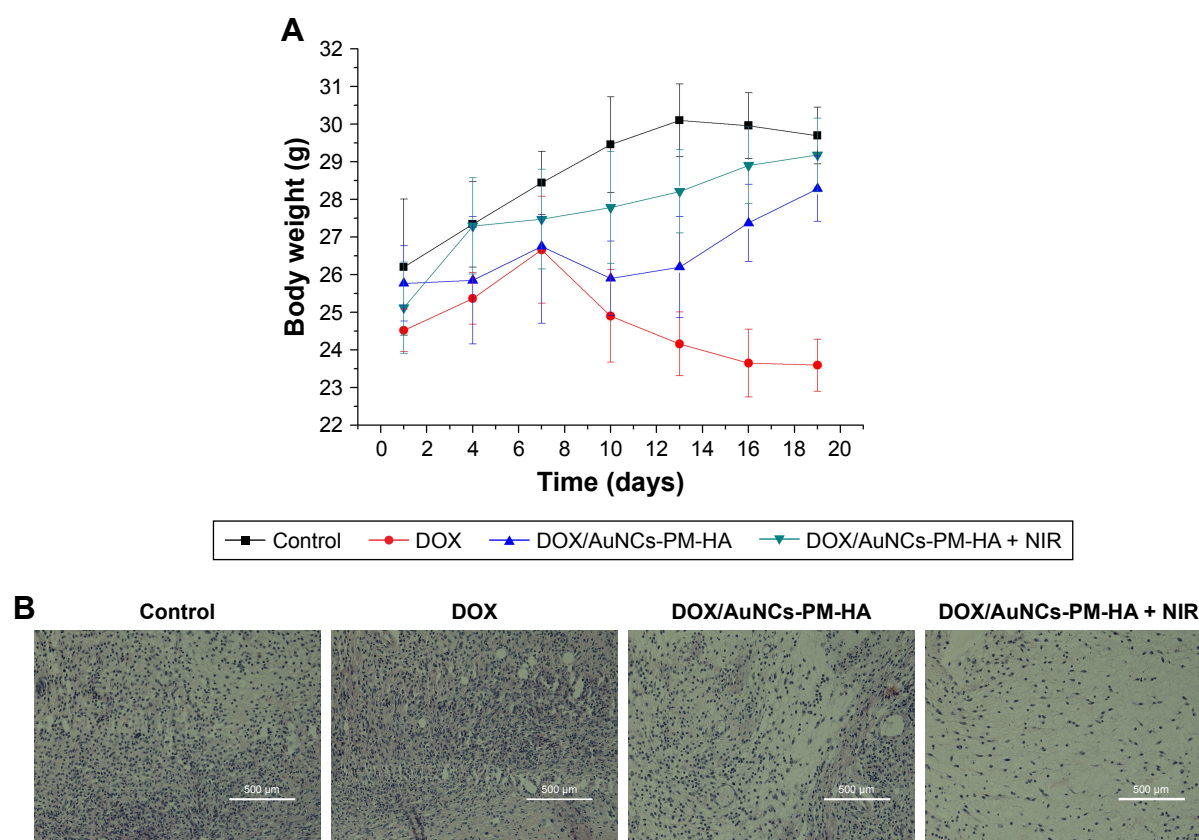 A
32
31
30
29
28
27
26
25
24
23
22
Body weight (g)
0 2 4 6 8 10 12 14 16 18 20
Time (days)
Control DOX DOX/AuNCs-PM-HA DOX/AuNCs-PM-HA + NIR
B
Control DOX DOX/AuNCs-PM-HA DOX/AuNCs-PM-HA + NIR
500 µm 500 µm 500 µm 500 µm